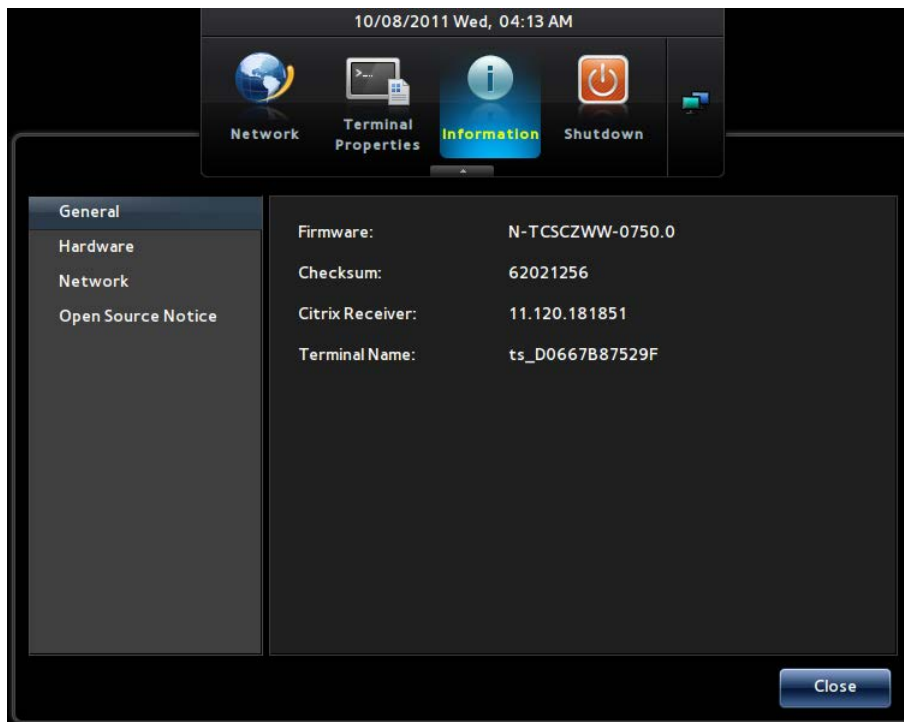 10/08/2011 Wed, 04:13 AM
Network
Terminal
Properties
Information
Shutdown
General
Hardware
Network
Open Source Notice
Firmware: N-TCSCZWW-0750.0
Checksum: 62021256
Citrix Receiver: 11.120.181851
Terminal Name: ts_D0667B87529F
Close